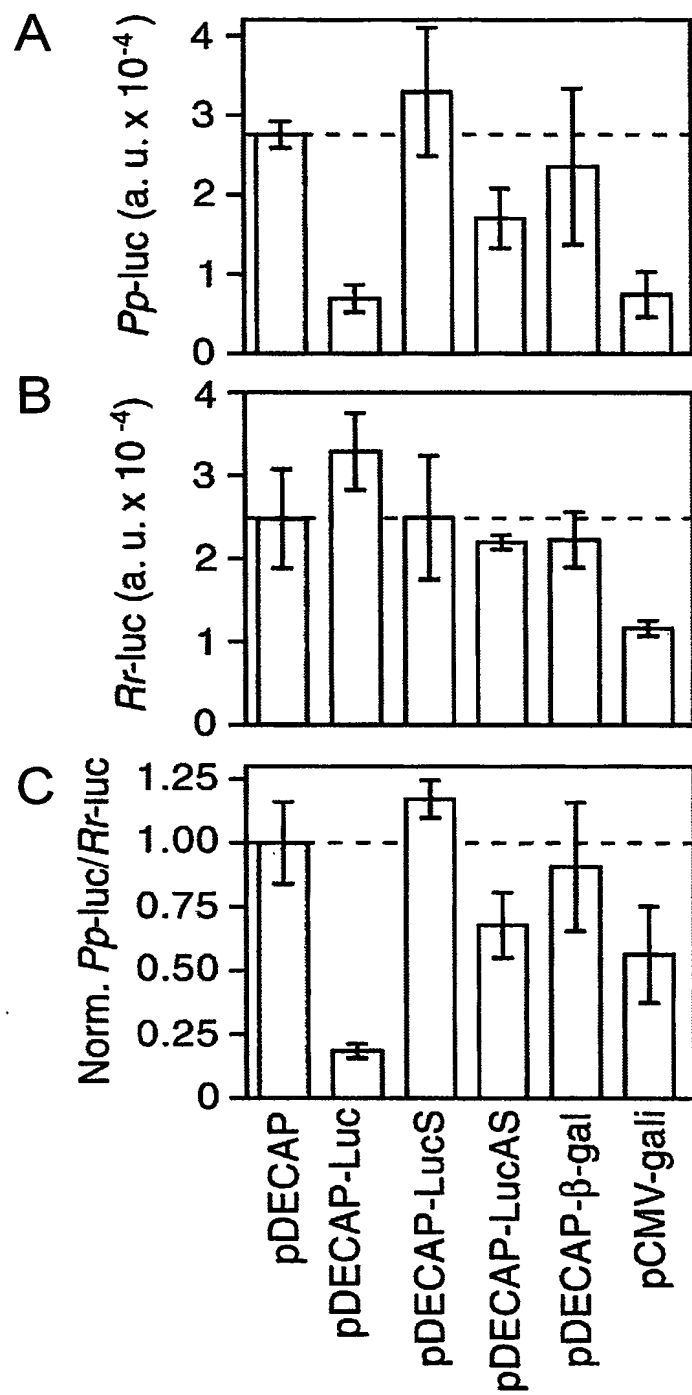 A
Pp-luc (a. u. x 10⁻⁴)
4
3
2
1
0
B
Rr-luc (a. u. x 10⁻⁴)
4
3
2
1
0
C
Norm. Pp-luc/Rr-luc
1.25
1.00
0.75
0.50
0.25
0
pDECAP
pDECAP-Luc
pDECAP-LucS
pDECAP-LucAS
pDECAP-β-gal
pCMV-gali